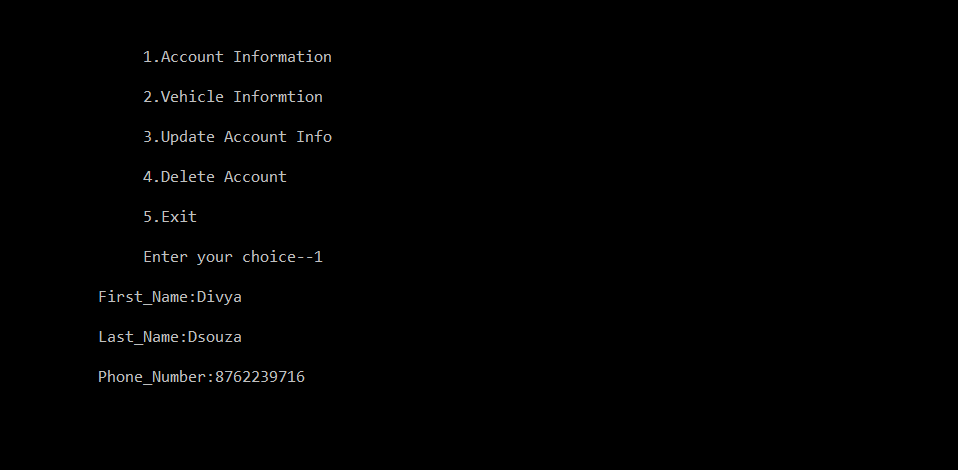 1.Account Information
2.Vehicle Informtion
3.Update Account Info
4.Delete Account
5.Exit
Enter your choice--1
First_Name:Divya
Last_Name:Dsouza
Phone_Number:8762239716